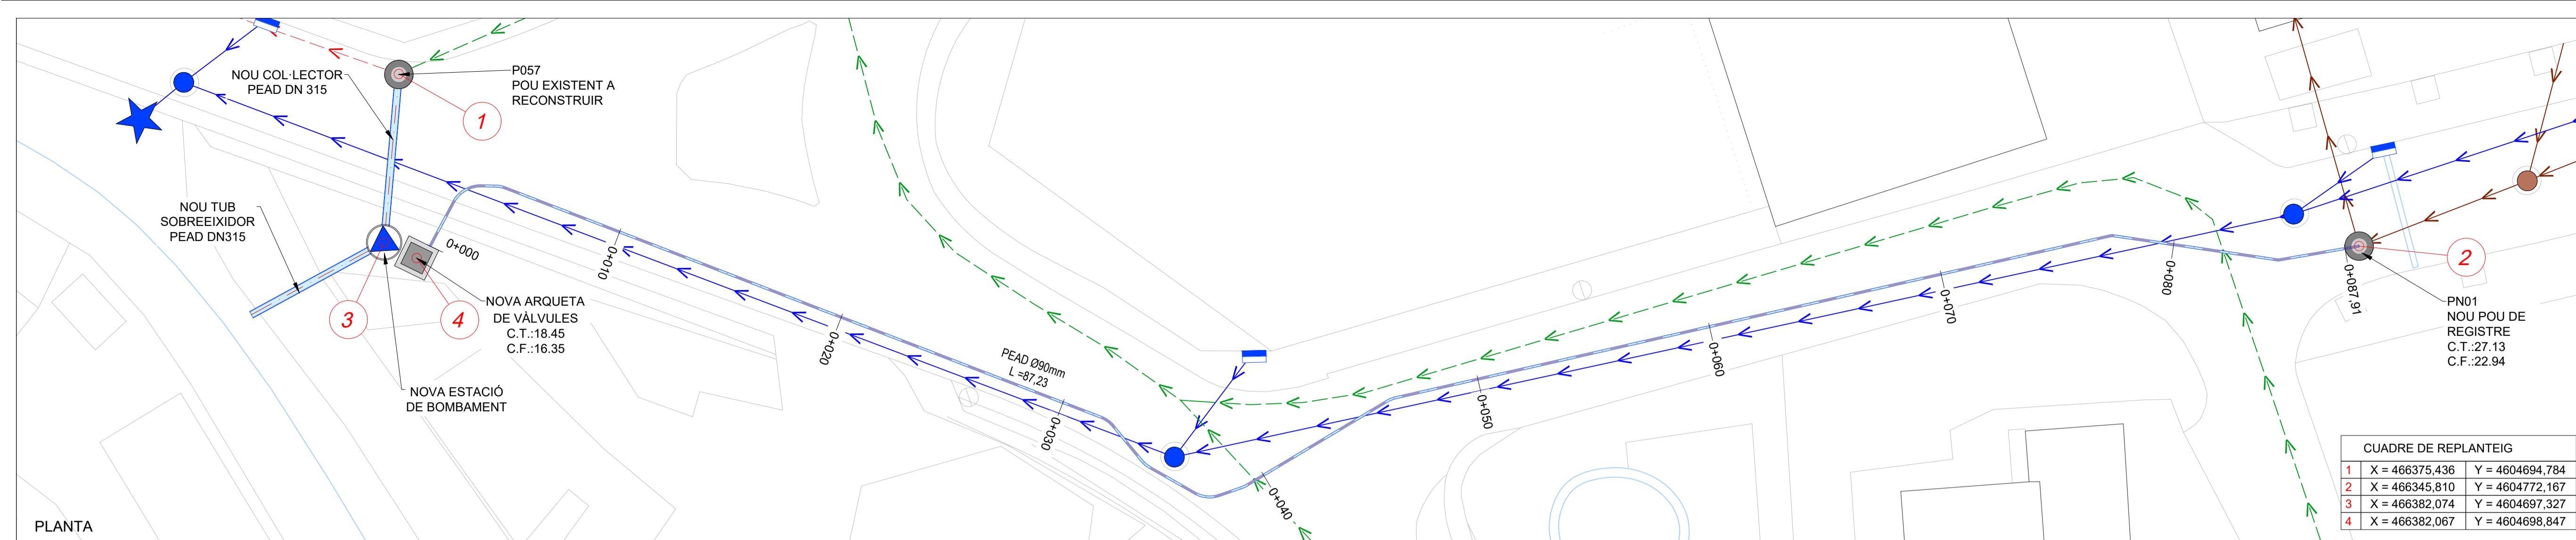 NOU COL·LECTOR
PEAD DN 315
P057
POU EXISTENT A
RECONSTRUIR
1
NOU TUB
SOBREEIXIDOR
PEAD DN315
3
4
NOVA ARQUETA
DE VÀLVULES
C.T.:18.45
C.F.:16.35
NOVA ESTACIÓ
DE BOMBAMENT
0+000
0+010
0+020
PEAD Ø90mm
L =87,23
0+030
0+040
0+050
0+060
0+070
0+080
0+087,91
2
PN01
NOU POU DE
REGISTRE
C.T.:27.13
C.F.:22.94
CUADRE DE REPLANTEIG
1 X = 466375,436 Y = 4604694,784
2 X = 466345,810 Y = 4604772,167
3 X = 466382,074 Y = 4604697,327
4 X = 466382,067 Y = 4604698,847
PLANTA